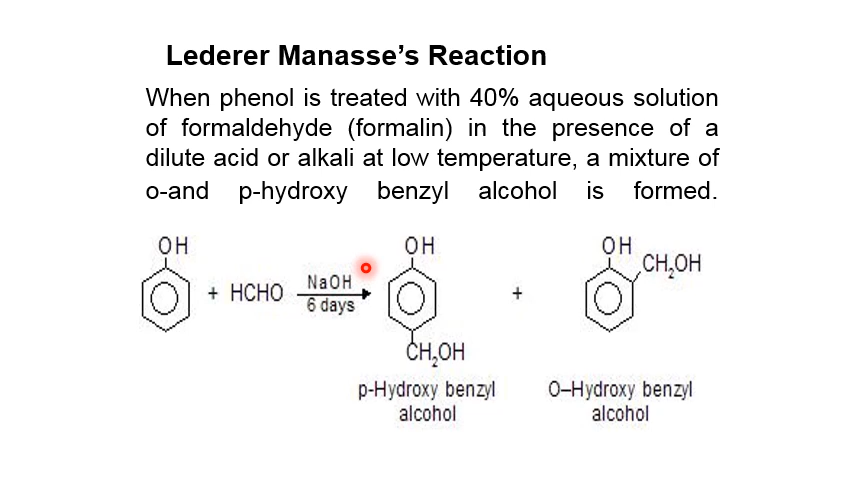 Lederer Manasse’s Reaction
When phenol is treated with 40% aqueous solution
of formaldehyde (formalin) in the presence of a
dilute acid or alkali at low temperature, a mixture of
o-and p-hydroxy benzyl alcohol is formed.
OH
OH
OH
CH₂OH
+ HCHO
NaOH
6 days
+
CH₂OH
p-Hydroxy benzyl
alcohol
O–Hydroxy benzyl
alcohol